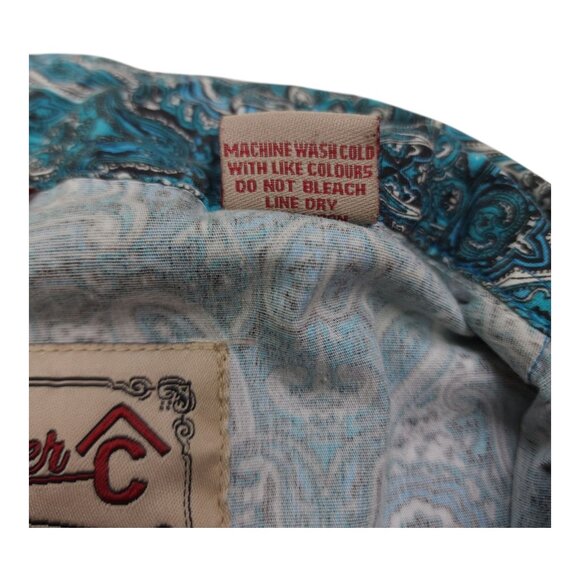 MACHINE WASH COLD
WITH LIKE COLOURS
DO NOT BLEACH
LINE DRY
C